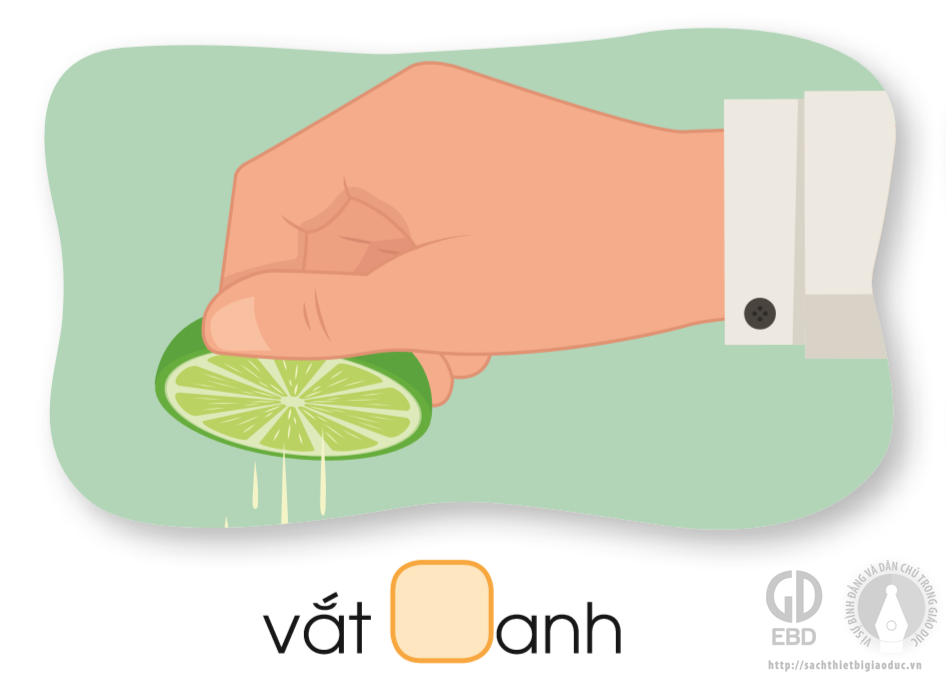 vắt anh
GD
EBD
VÌ SỰ BÌNH ĐẲNG VÀ DÂN CHỦ TRONG GIÁO DỤC
http://sachthietbigiaoduc.vn